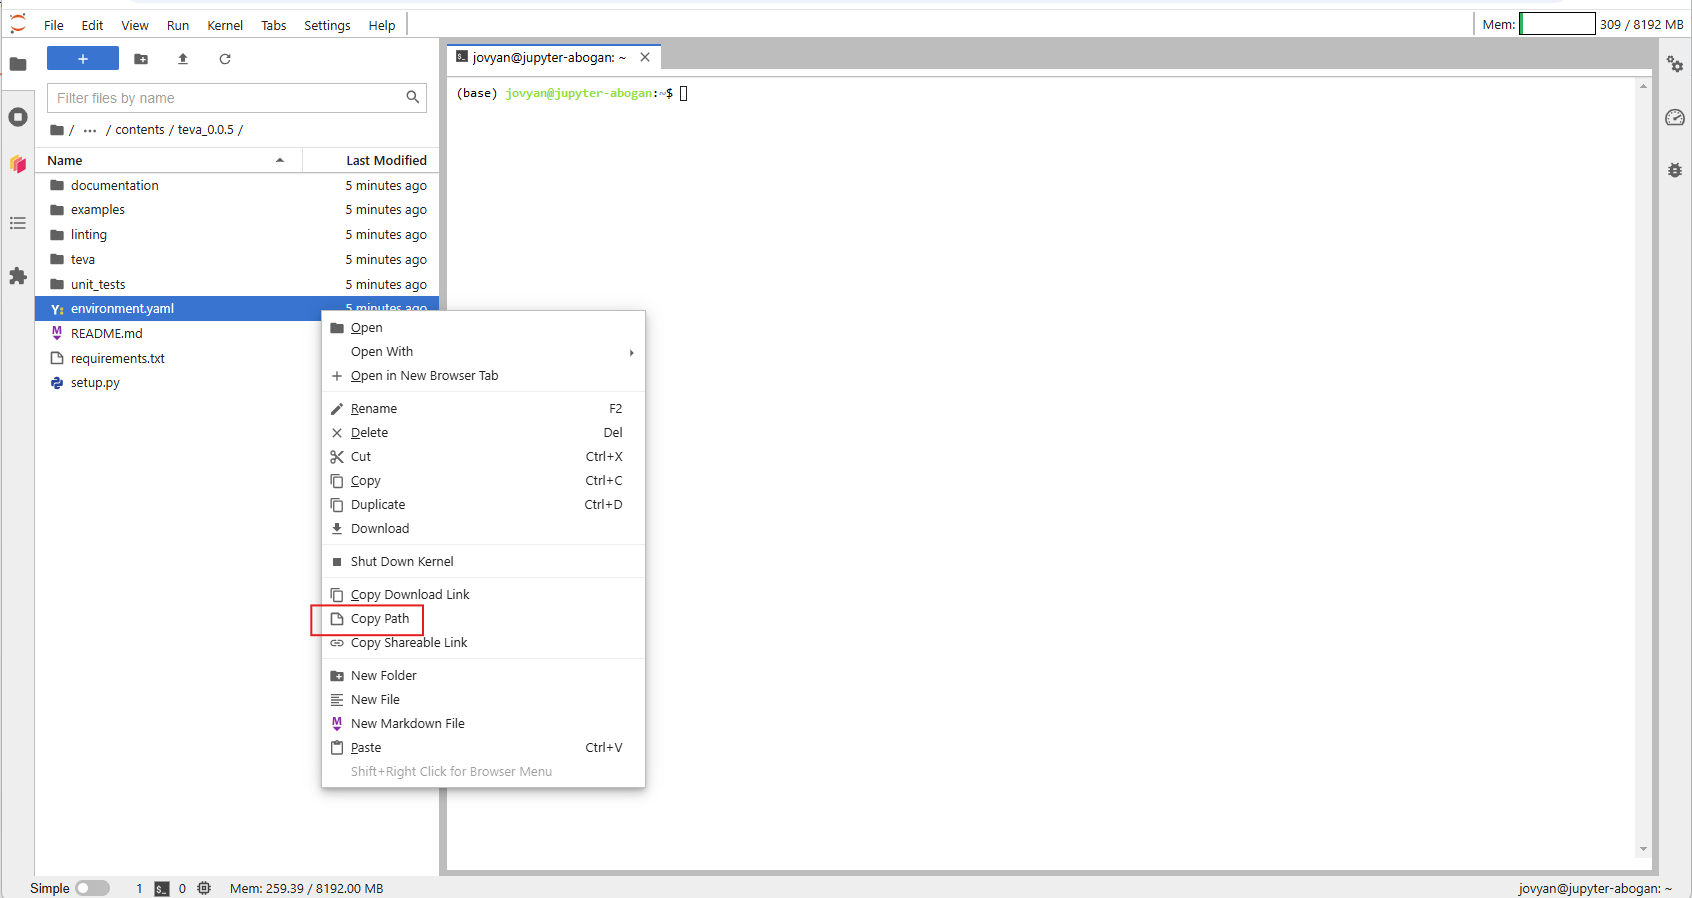 File Edit View Run Kernel Tabs Settings Help
Mem: 309 / 8192 MB
+
jovyan@jupyter-abogan: ~
Filter files by name
/ ... / contents / teva_0.0.5 /
(base) jovyan@jupyter-abogan:~$
Name Last Modified
documentation 5 minutes ago
examples 5 minutes ago
linting 5 minutes ago
teva 5 minutes ago
unit_tests 5 minutes ago
Y: environment.yaml 5 minutes ago
M README.md
requirements.txt
setup.py
Open
Open With
Open in New Browser Tab
Rename F2
Delete Del
Cut Ctrl+X
Copy Ctrl+C
Duplicate Ctrl+D
Download
Shut Down Kernel
Copy Download Link
Copy Path
Copy Shareable Link
New Folder
New File
M New Markdown File
Paste Ctrl+V
Shift+Right Click for Browser Menu
Simple 1 $_ 0 Mem: 259.39 / 8192.00 MB
jovyan@jupyter-abogan: ~